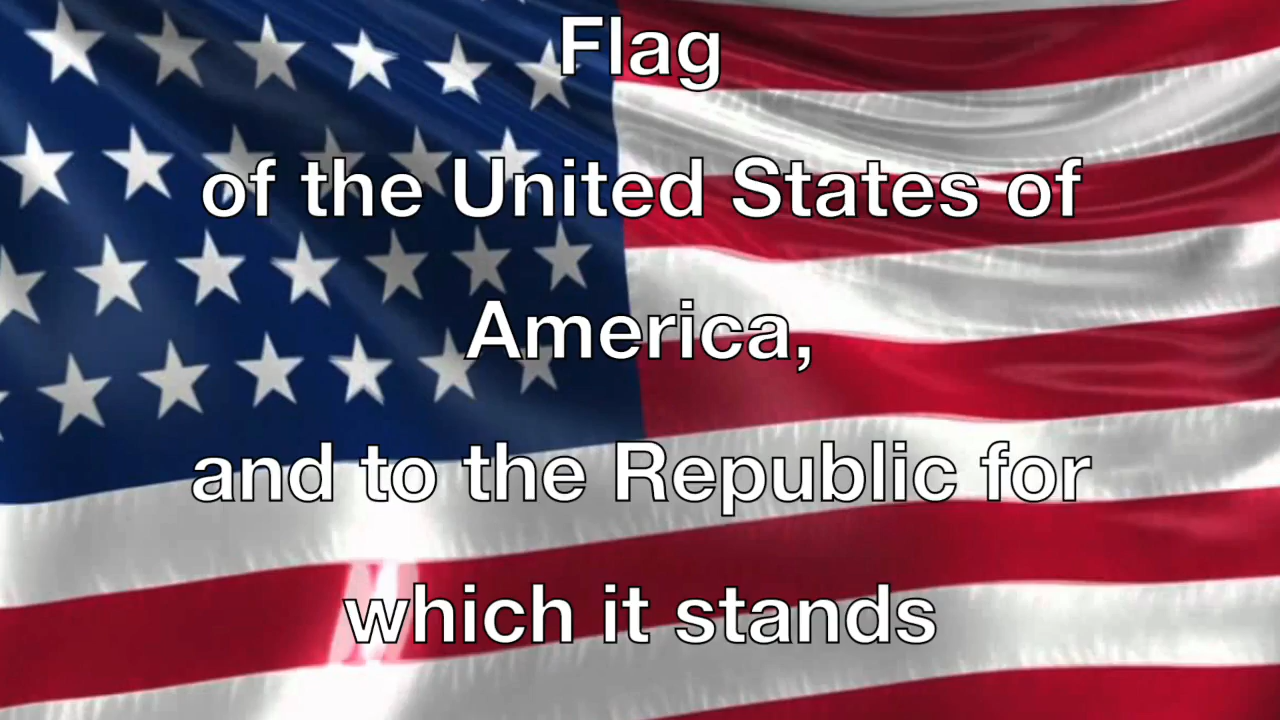 Flag
of the United States of
America,
and to the Republic for
which it stands